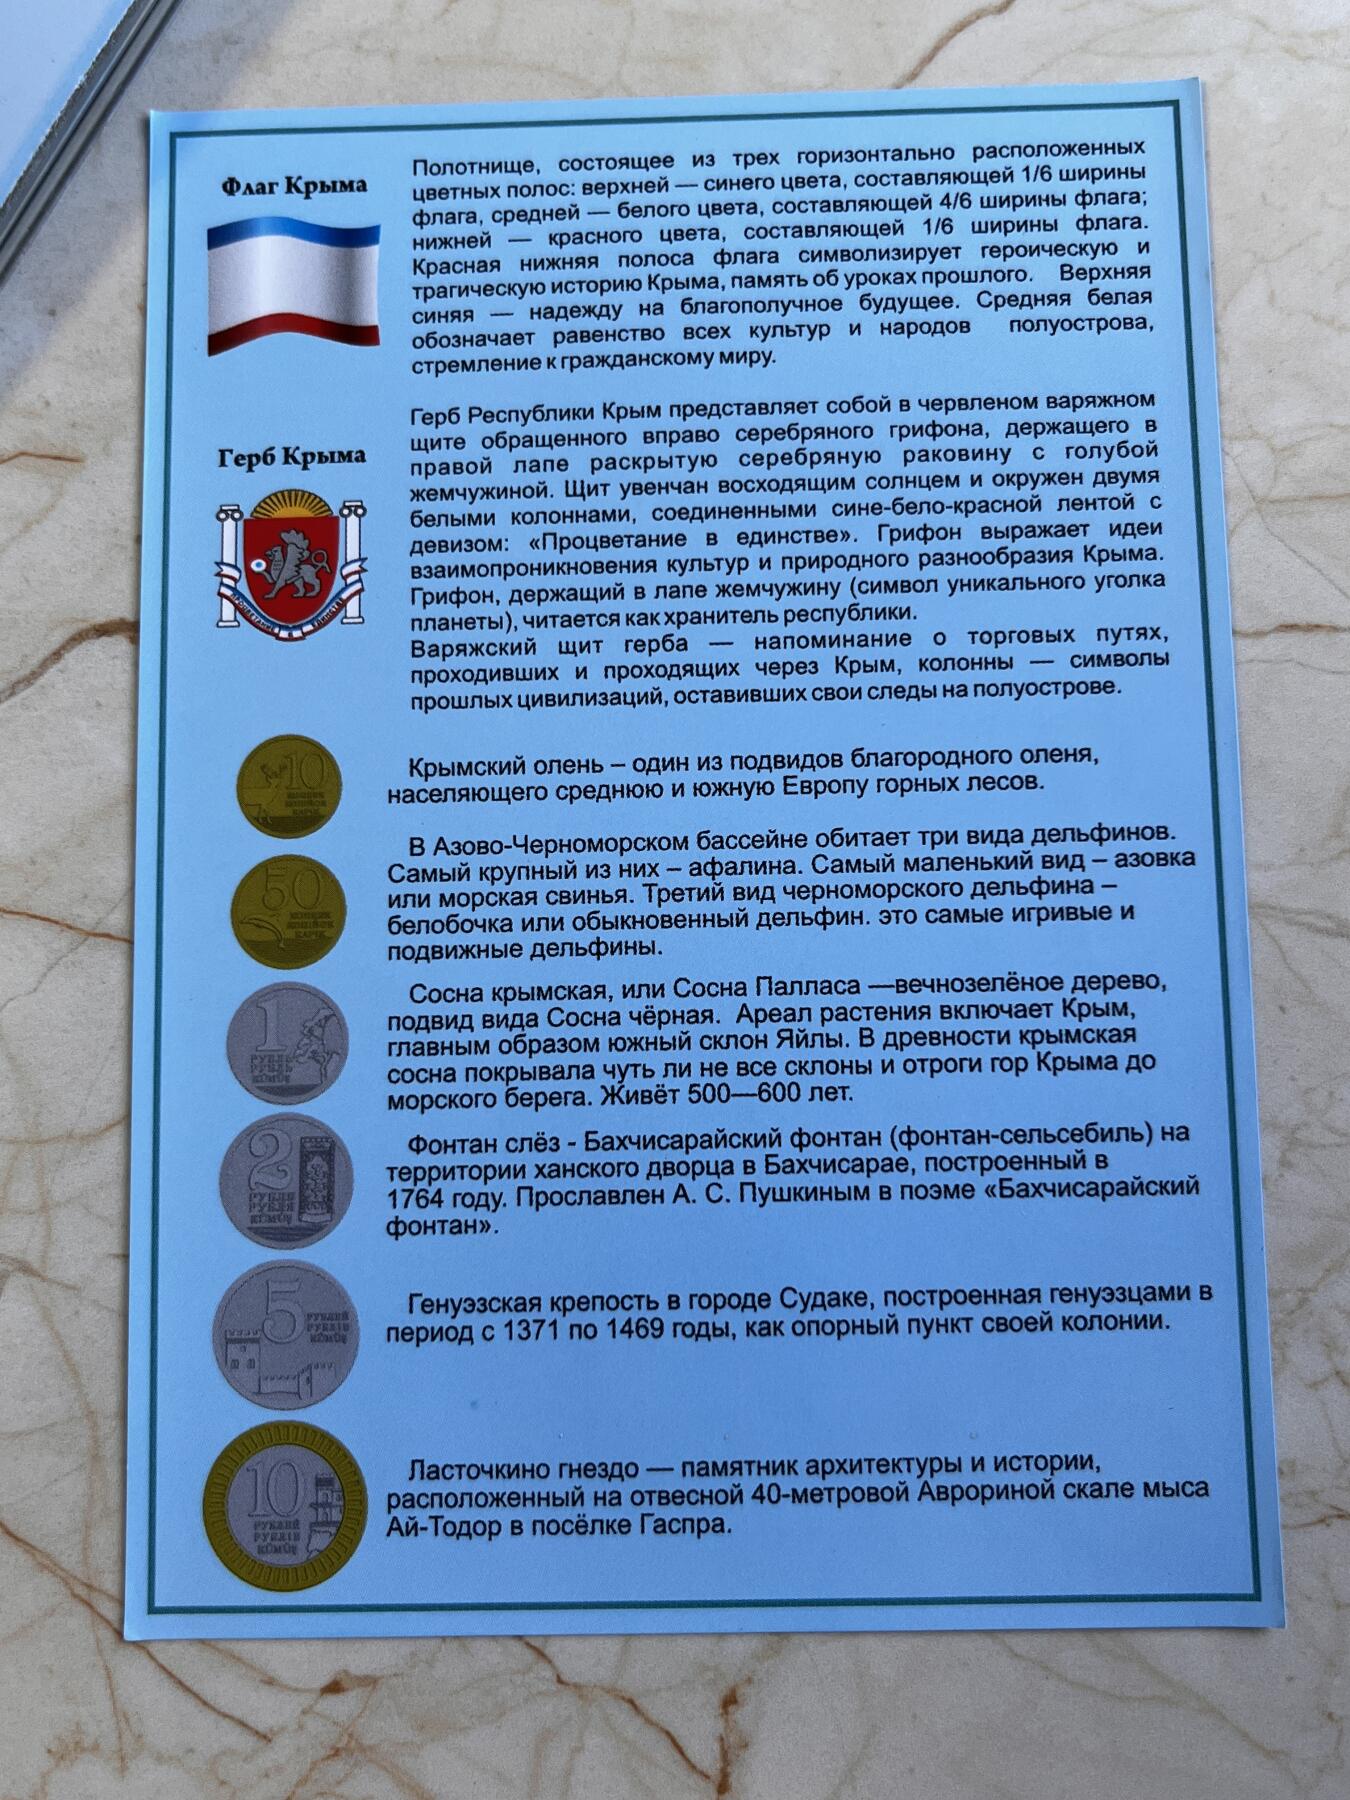 Флаг Крыма
Полотнище, состоящее из трех горизонтально расположенных
цветных полос: верхней — синего цвета, составляющей 1/6 ширины
флага, средней — белого цвета, составляющей 4/6 ширины флага;
нижней — красного цвета, составляющей 1/6 ширины флага.
Красная нижняя полоса флага символизирует героическую и
трагическую историю Крыма, память об уроках прошлого. Верхняя
синяя — надежду на благополучное будущее. Средняя белая
обозначает равенство всех культур и народов полуострова,
стремление к гражданскому миру.
Герб Крыма
Герб Республики Крым представляет собой в червленом варяжном
щите обращенного вправо серебряного грифона, держащего в
правой лапе раскрытую серебряную раковину с голубой
жемчужиной. Щит увенчан восходящим солнцем и окружен двумя
белыми колоннами, соединенными сине-бело-красной лентой с
девизом: «Процветание в единстве». Грифон выражает идеи
взаимопроникновения культур и природного разнообразия Крыма.
Грифон, держащий в лапе жемчужину (символ уникального уголка
планеты), читается как хранитель республики.
Варяжский щит герба — напоминание о торговых путях,
проходивших и проходящих через Крым, колонны — символы
прошлых цивилизаций, оставивших свои следы на полуострове.
10
Крымский олень – один из подвидов благородного оленя,
населяющего среднюю и южную Европу горных лесов.
50
В Азово-Черноморском бассейне обитает три вида дельфинов.
Самый крупный из них – афалина. Самый маленький вид – азовка
или морская свинья. Третий вид черноморского дельфина –
белобочка или обыкновенный дельфин. это самые игривые и
подвижные дельфины.
1
РУБЛЬ
РУБЛЬ
KÜMÜŞ
Сосна крымская, или Сосна Палласа —вечнозелёное дерево,
подвид вида Сосна чёрная. Ареал растения включает Крым,
главным образом южный склон Яйлы. В древности крымская
сосна покрывала чуть ли не все склоны и отроги гор Крыма до
морского берега. Живёт 500—600 лет.
2
РУБЛЯ
РУБЛЯ
KÜMÜŞ
Фонтан слёз - Бахчисарайский фонтан (фонтан-сельсебиль) на
территории ханского дворца в Бахчисарае, построенный в
1764 году. Прославлен А. С. Пушкиным в поэме «Бахчисарайский
фонтан».
5
РУБЛЕЙ
РУБЛІВ
KÜMÜŞ
Генуэзская крепость в городе Судаке, построенная генуэзцами в
период с 1371 по 1469 годы, как опорный пункт своей колонии.
10
РУБЛЕЙ
РУБЛІВ
KÜMÜŞ
Ласточкино гнездо — памятник архитектуры и истории,
расположенный на отвесной 40-метровой Аврориной скале мыса
Ай-Тодор в посёлке Гаспра.